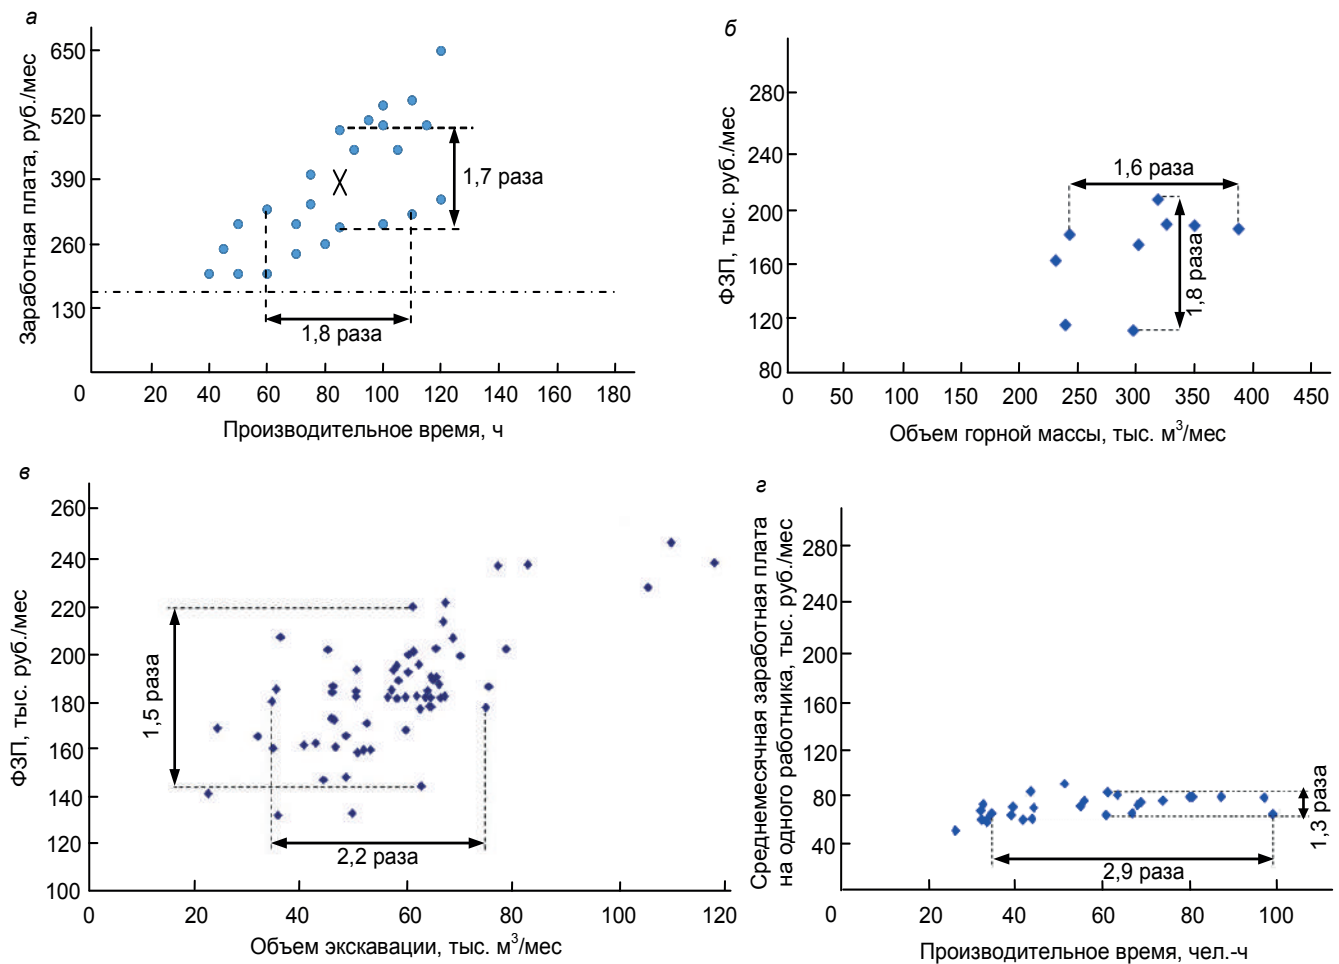 а
Заработная плата, руб./мес
650
520
390
260
130
1,7 раза
1,8 раза
0 20 40 60 80 100 120 140 160 180
Производительное время, ч
б
ФЗП, тыс. руб./мес
280
240
200
160
120
80
1,6 раза
1,8 раза
0 50 100 150 200 250 300 350 400 450
Объем горной массы, тыс. м³/мес
в
ФЗП, тыс. руб./мес
260
240
220
200
180
160
140
120
100
1,5 раза
2,2 раза
0 20 40 60 80 100 120
Объем экскавации, тыс. м³/мес
г
Среднемесячная заработная плата
на одного работника, тыс. руб./мес
280
240
200
160
120
80
40
1,3 раза
2,9 раза
0 20 40 60 80 100
Производительное время, чел.-ч